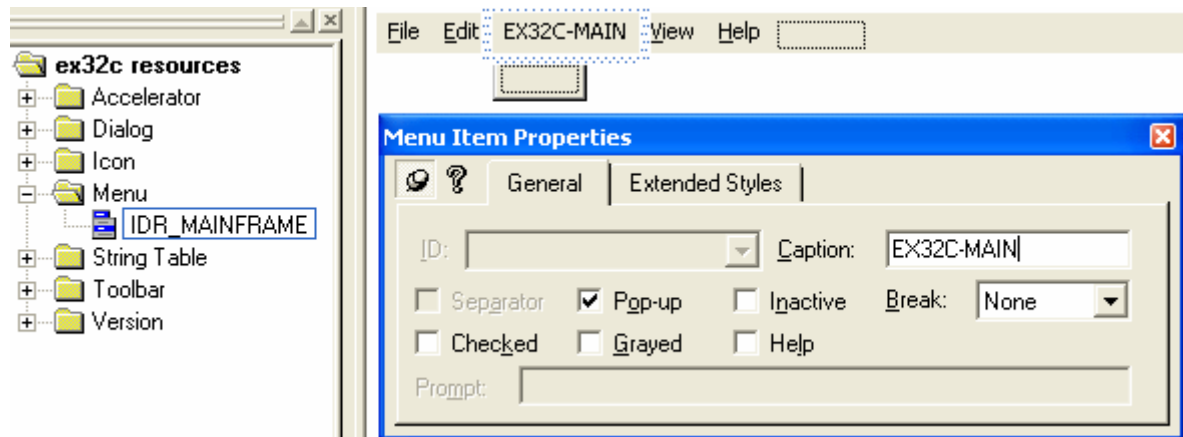 ex32c resources
Accelerator
Dialog
Icon
Menu
IDR_MAINFRAME
String Table
Toolbar
Version
File Edit EX32C-MAIN View Help
Menu Item Properties
General Extended Styles
ID: Caption: EX32C-MAIN
Separator Pop-up Inactive Break: None
Checked Grayed Help
Prompt: